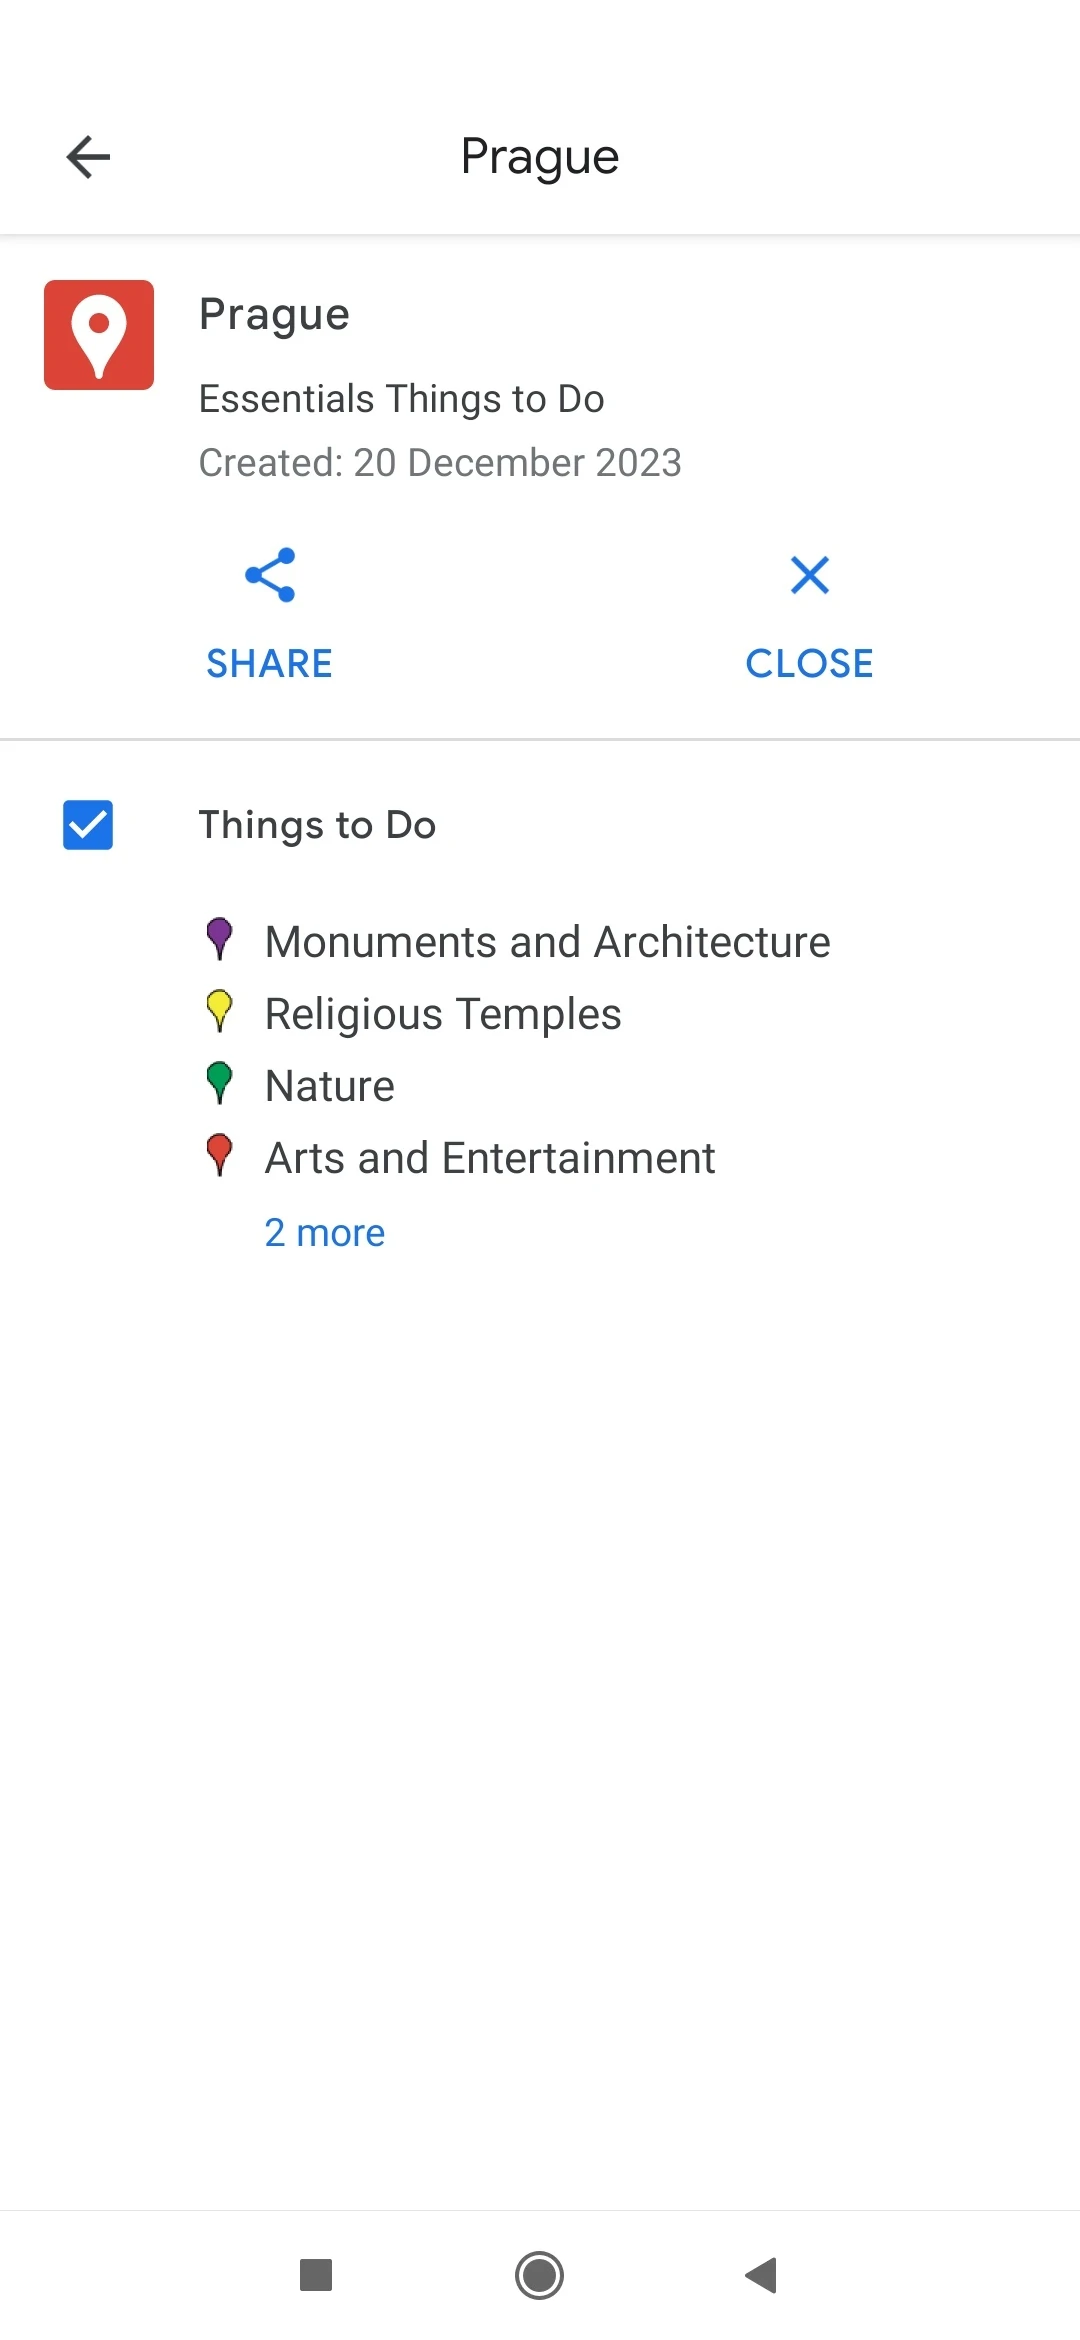 Prague
Prague
Essentials Things to Do
Created: 20 December 2023
SHARE
CLOSE
Things to Do
Monuments and Architecture
Religious Temples
Nature
Arts and Entertainment
2 more